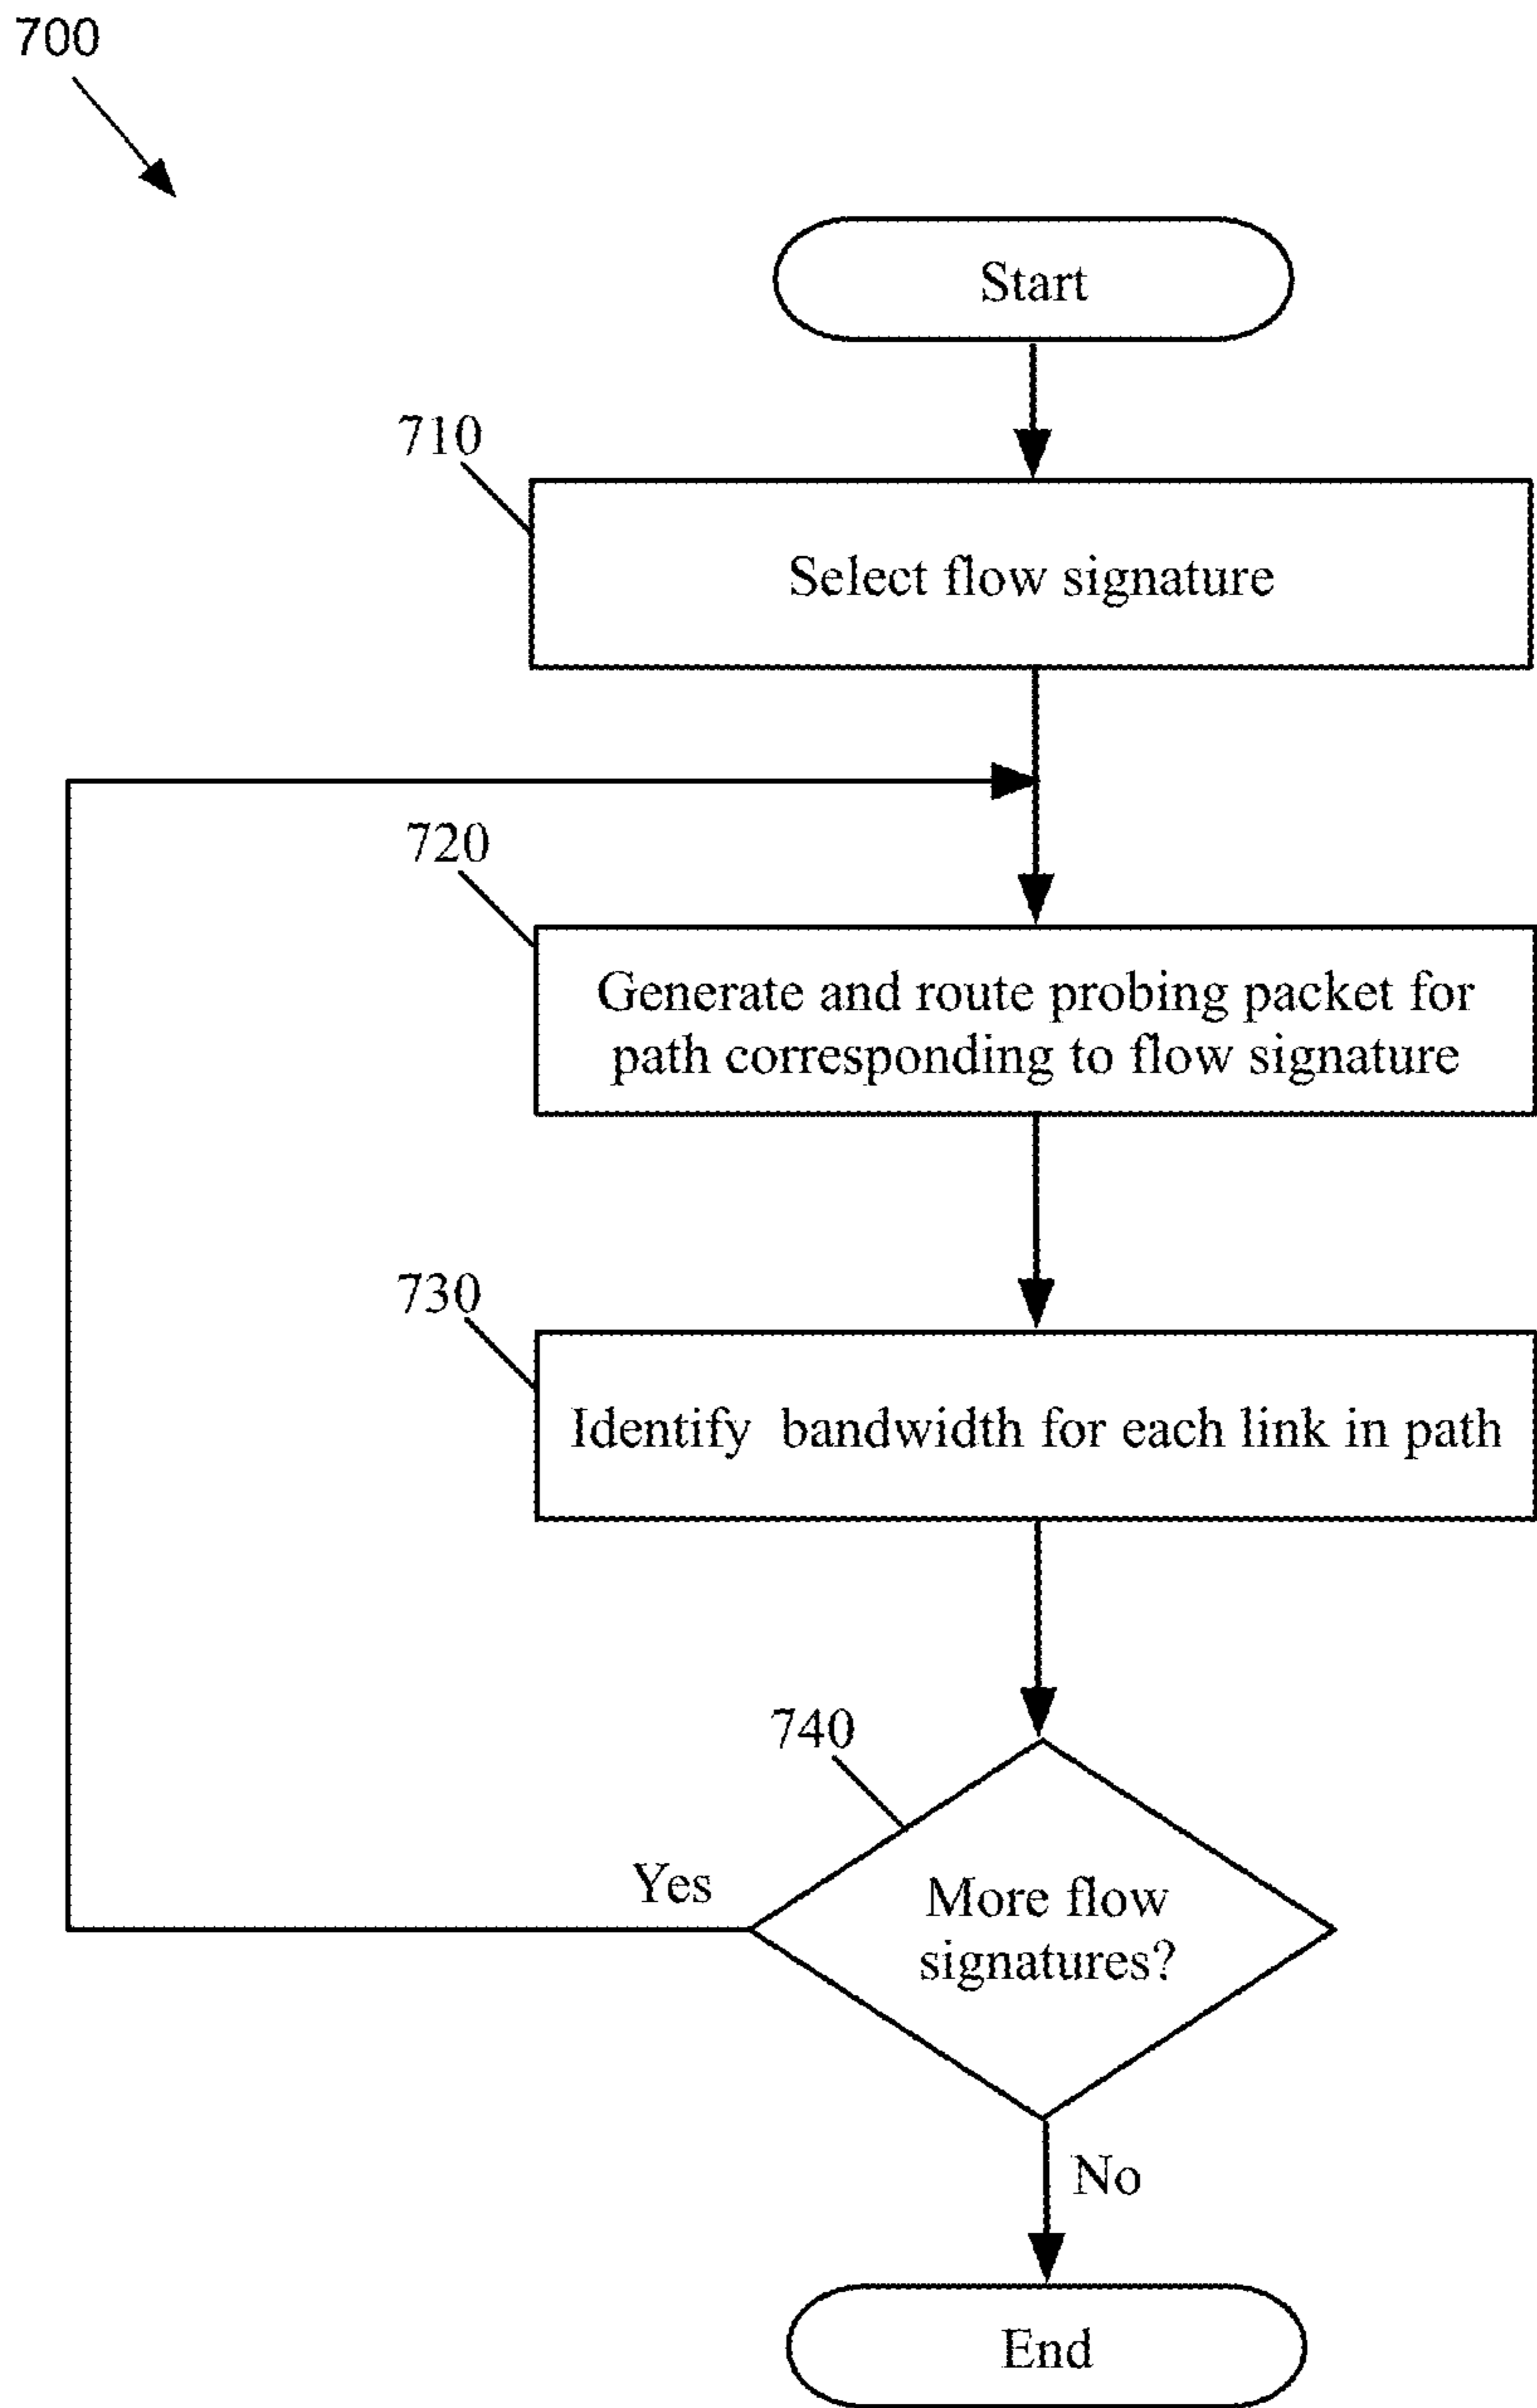 700
Start
710
Select flow signature
720
Generate and route probing packet for
path corresponding to flow signature
730
Identify bandwidth for each link in path
740
Yes
More flow
signatures?
No
End